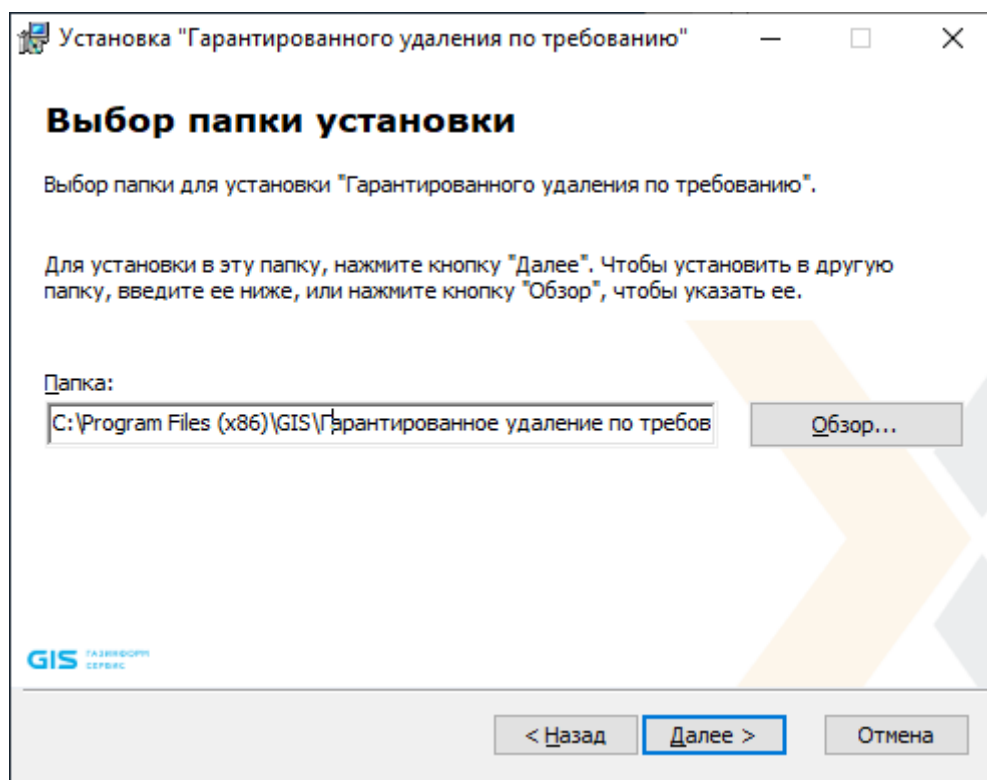 Установка "Гарантированного удаления по требованию"
Выбор папки установки
Выбор папки для установки "Гарантированного удаления по требованию".
Для установки в эту папку, нажмите кнопку "Далее". Чтобы установить в другую
папку, введите ее ниже, или нажмите кнопку "Обзор", чтобы указать ее.
Папка:
C:\Program Files (x86)\GIS\Гарантированное удаление по требов
Обзор...
GIS ГАЗИНФОРМ
СЕРВИС
< Назад Далее > Отмена